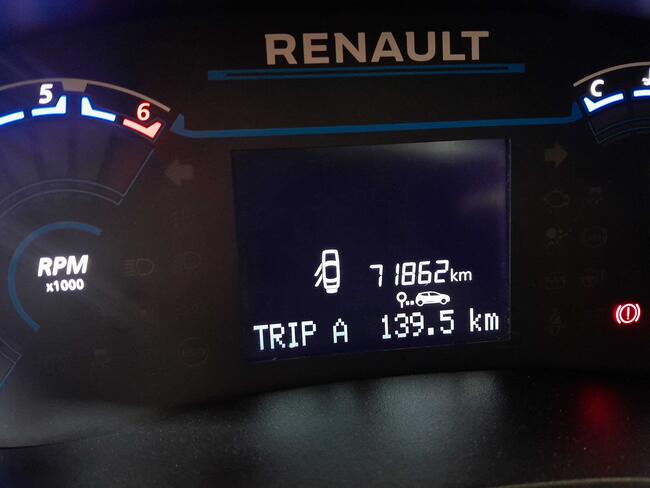 RENAULT
5
6
C
RPM
x1000
71862 km
TRIP A 139.5 km